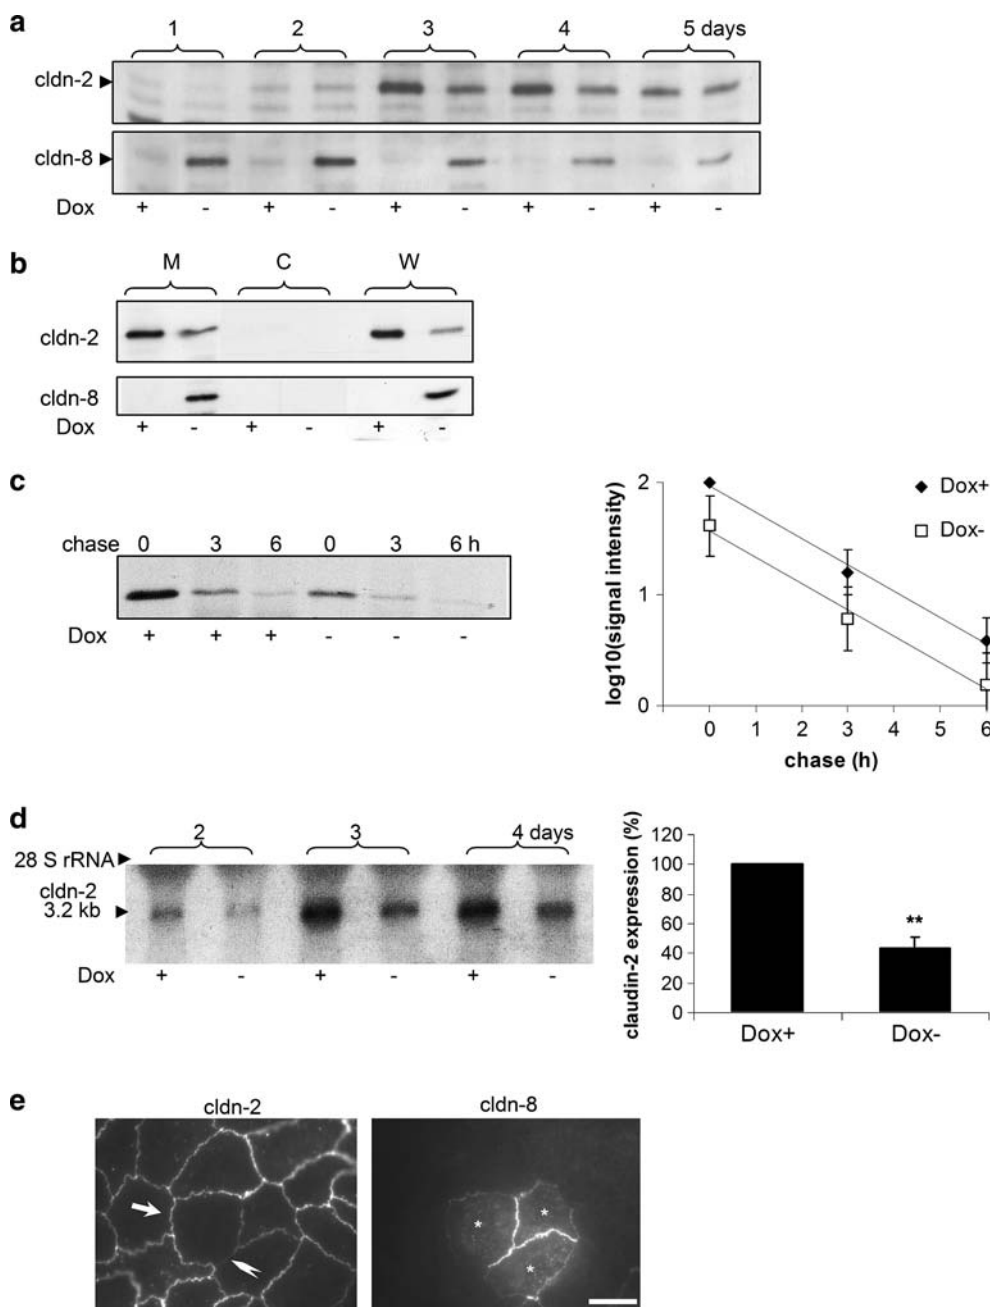 a
1 2 3 4 5 days
cldn-2
cldn-8
Dox + - + - + - + - + -
b
M C W
cldn-2
cldn-8
Dox + - + - + -
c
chase 0 3 6 0 3 6 h
Dox + + + - - -
log10(signal intensity)
2
1
0
0 1 2 3 4 5 6
chase (h)
Dox+
Dox-
d
2 3 4 days
28 S rRNA
cldn-2
3.2 kb
Dox + - + - + -
claudin-2 expression (%)
120
100
80
60
40
20
0
**
Dox+ Dox-
e
cldn-2 cldn-8
* *
*